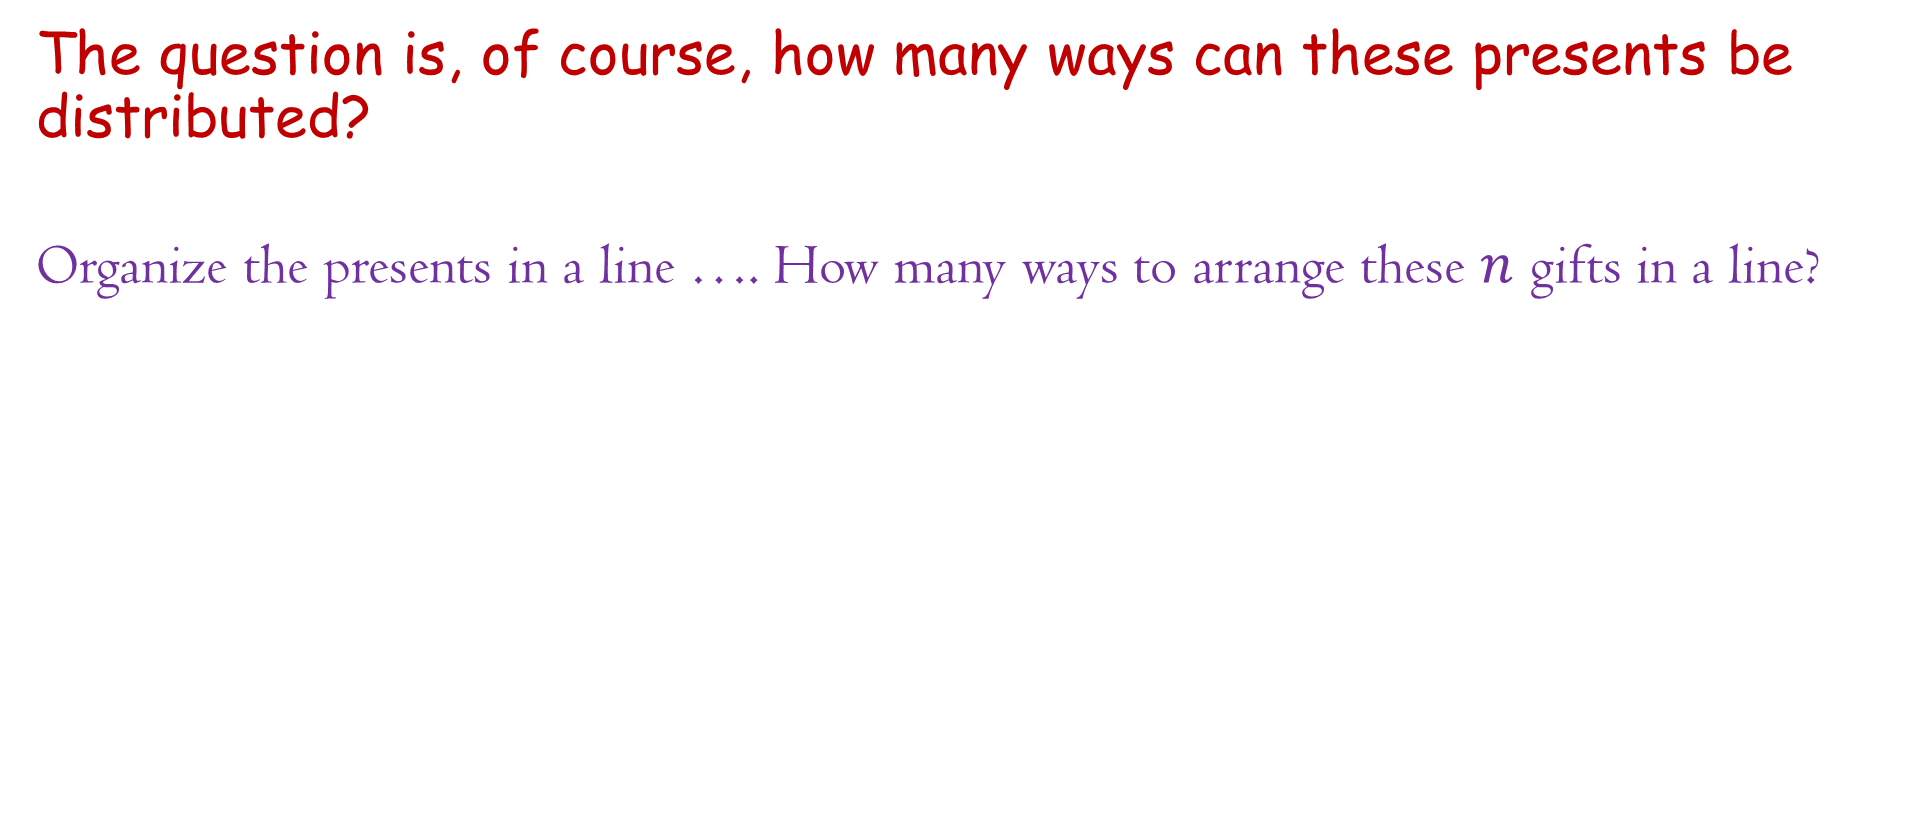 The question is, of course, how many ways can these presents be
distributed?
Organize the presents in a line …. How many ways to arrange these n gifts in a line?